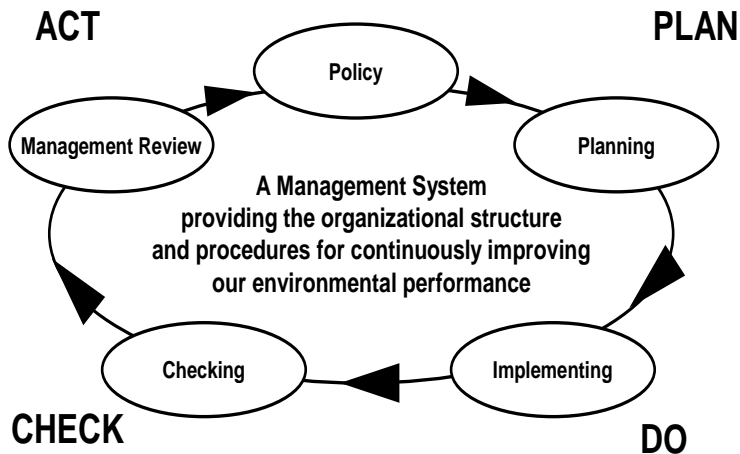 ACT
PLAN
Policy
Management Review
Planning
A Management System
providing the organizational structure
and procedures for continuously improving
our environmental performance
Checking
Implementing
CHECK
DO